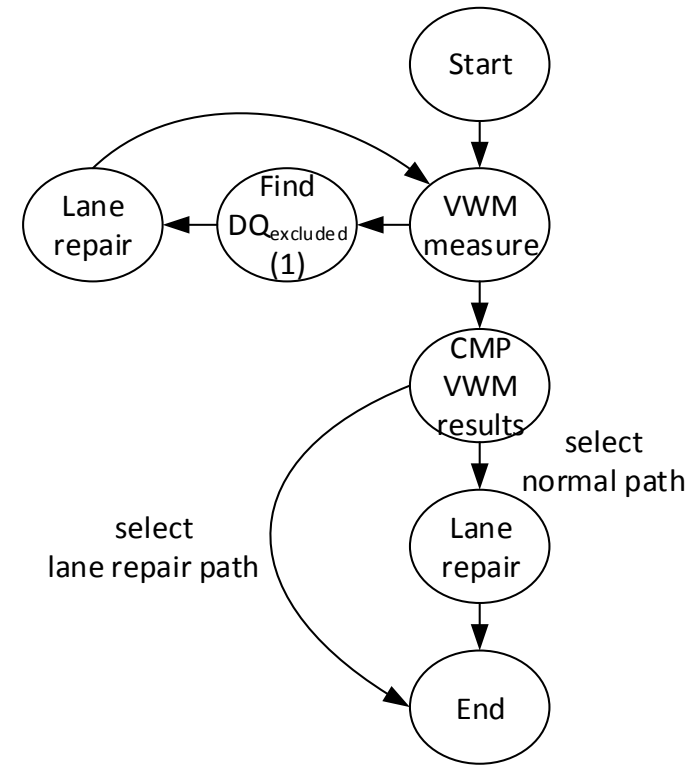 Start
Lane
repair
Find
DQexcluded
(1)
VWM
measure
CMP
VWM
results
select
normal path
select
lane repair path
Lane
repair
End